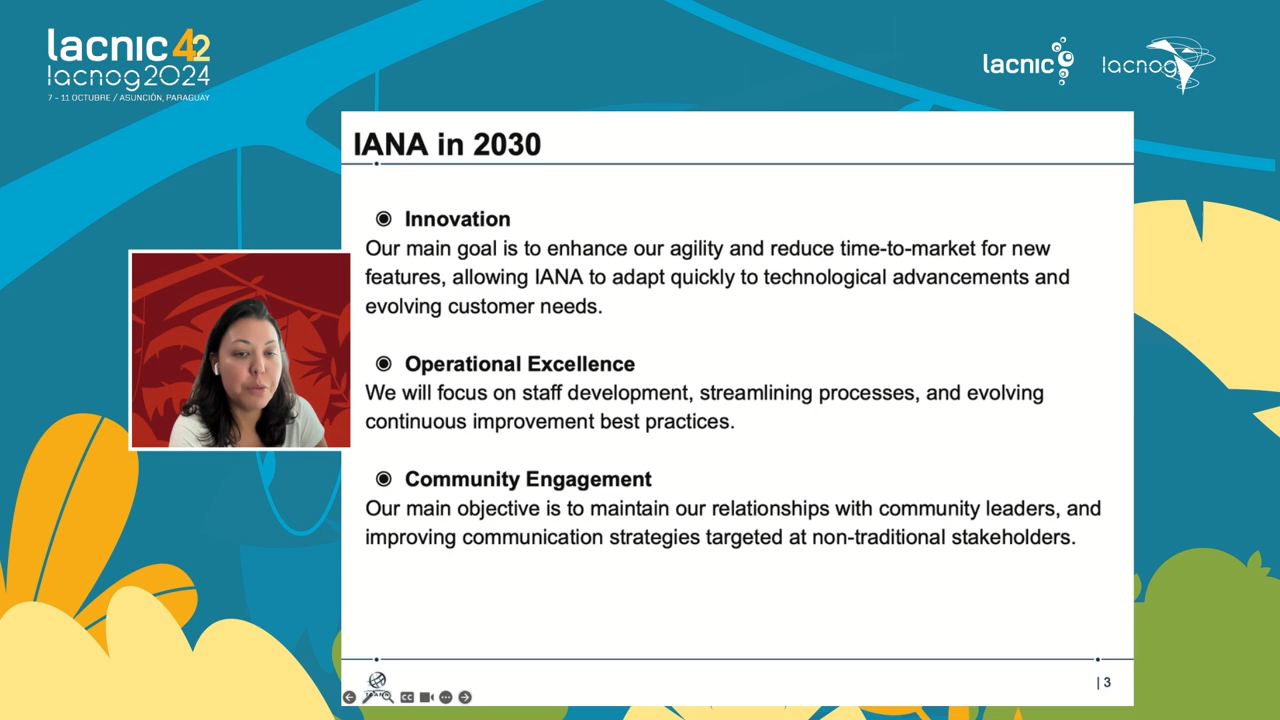 lacnic 42
lacnog2024
7 - 11 OCTUBRE / ASUNCIÓN, PARAGUAY
lacnic
lacnog
IANA in 2030
Innovation
Our main goal is to enhance our agility and reduce time-to-market for new
features, allowing IANA to adapt quickly to technological advancements and
evolving customer needs.
Operational Excellence
We will focus on staff development, streamlining processes, and evolving
continuous improvement best practices.
Community Engagement
Our main objective is to maintain our relationships with community leaders, and
improving communication strategies targeted at non-traditional stakeholders.
CC
| 3